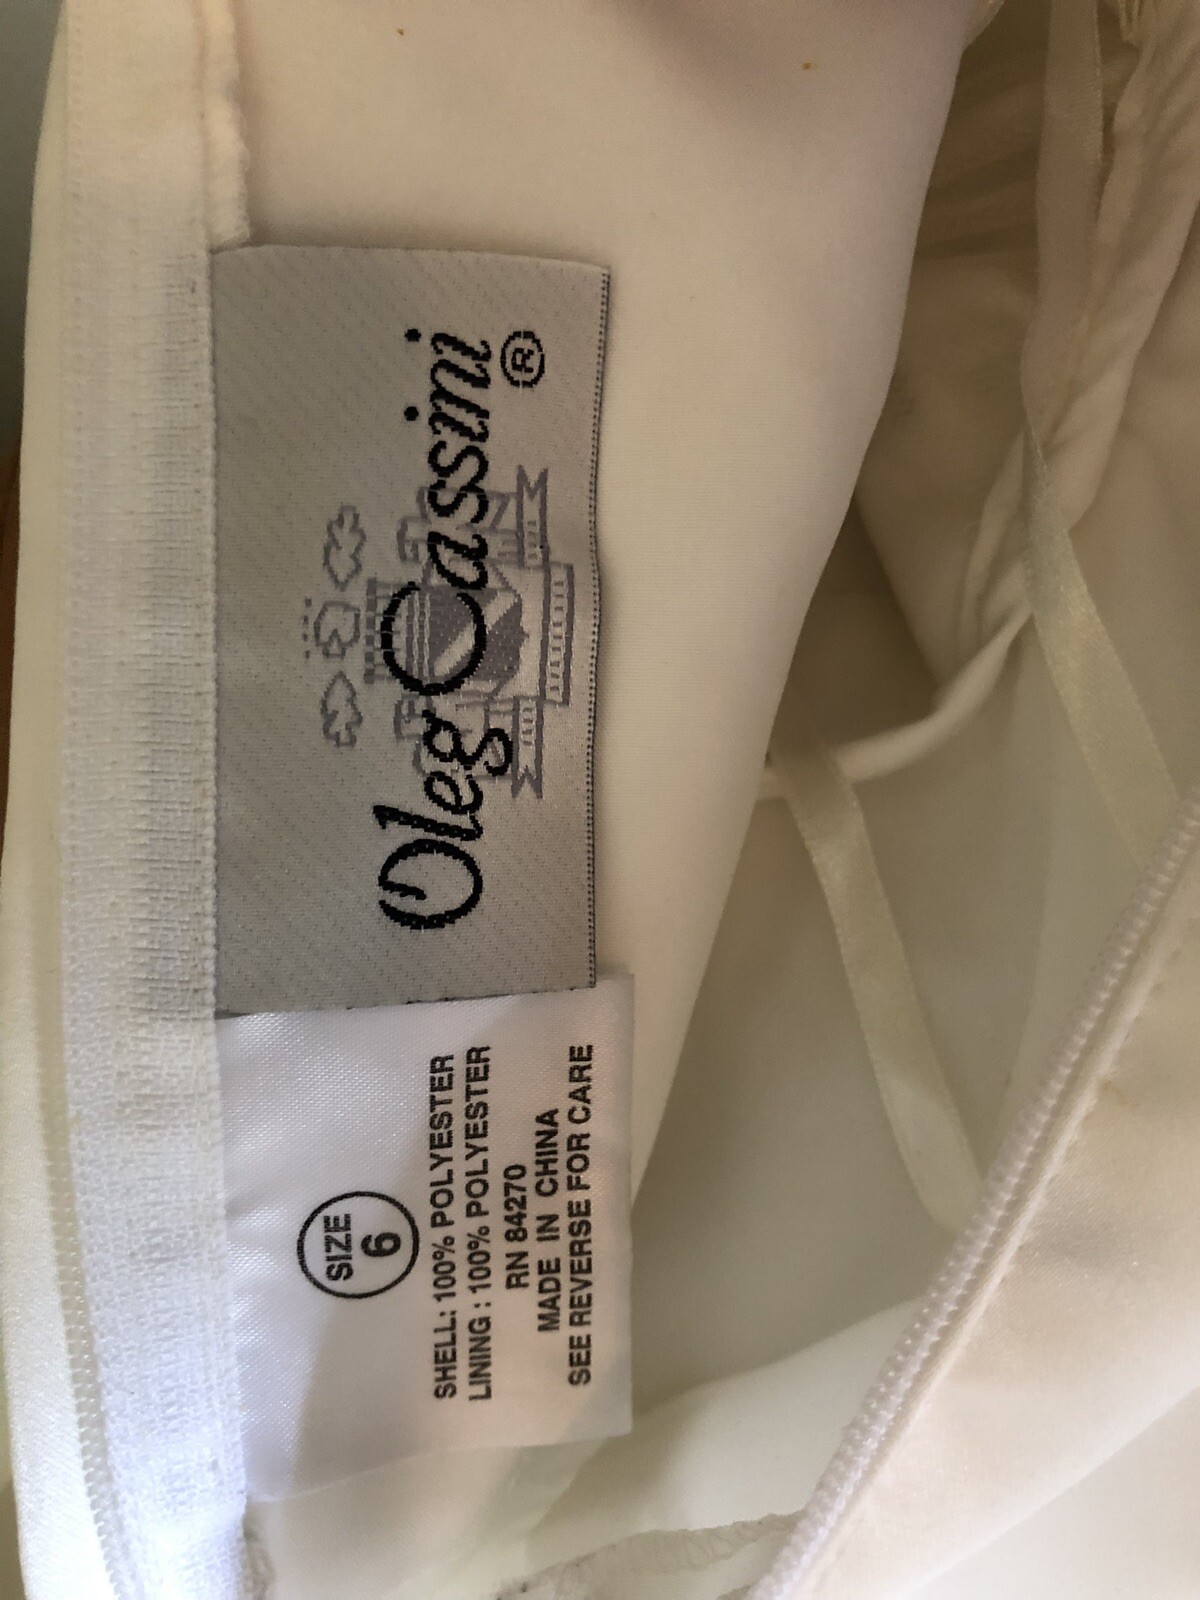 Oleg Cassini®
SIZE
6
SHELL: 100% POLYESTER
LINING : 100% POLYESTER
RN 84270
MADE IN CHINA
SEE REVERSE FOR CARE